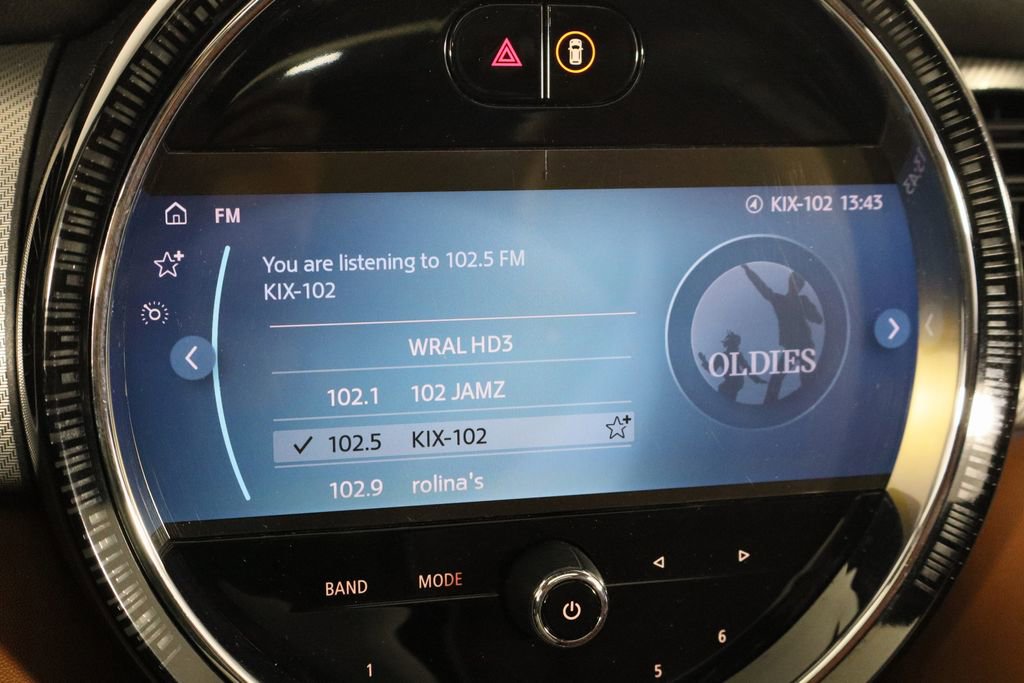 FM
④ KIX-102 13:43
You are listening to 102.5 FM
KIX-102
WRAL HD3
102.1 102 JAMZ
102.5 KIX-102
102.9 rolina's
OLDIES
BAND MODE
1 5 6